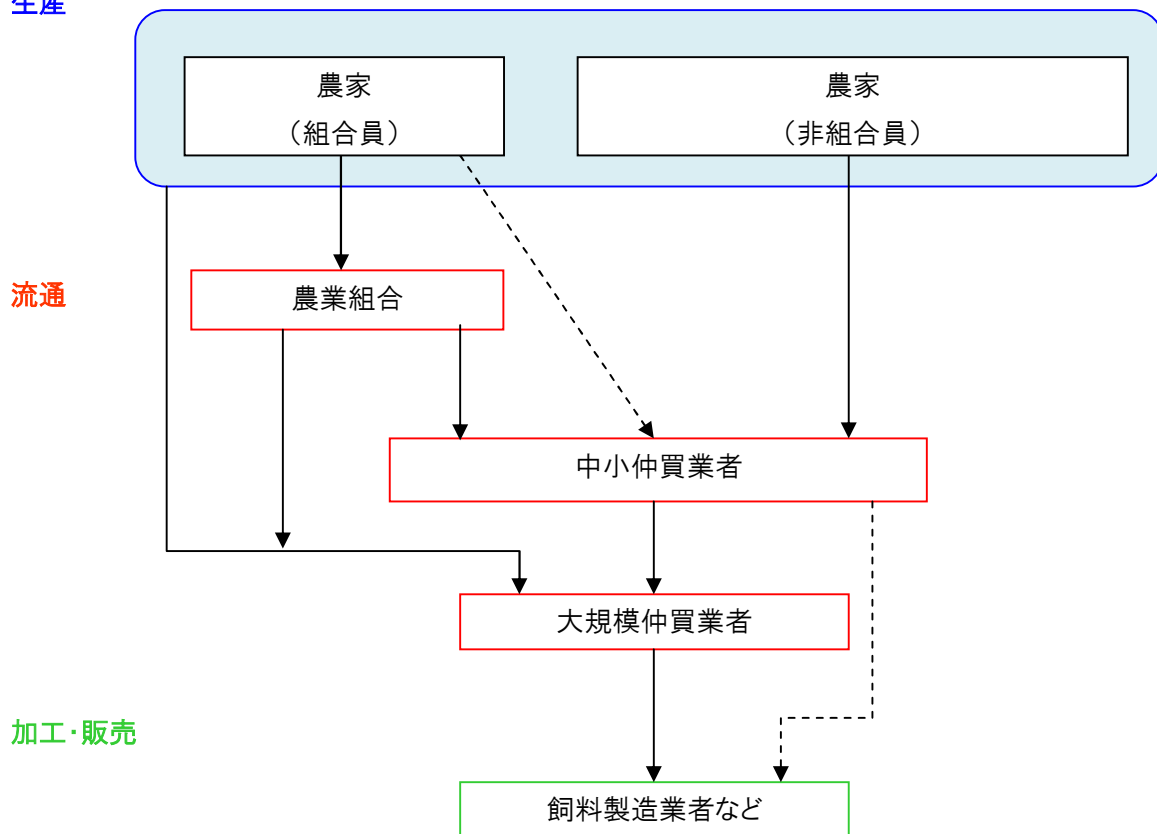 生産
農家
（組合員）
農家
（非組合員）
流通
農業組合
中小仲買業者
大規模仲買業者
加工・販売
飼料製造業者など